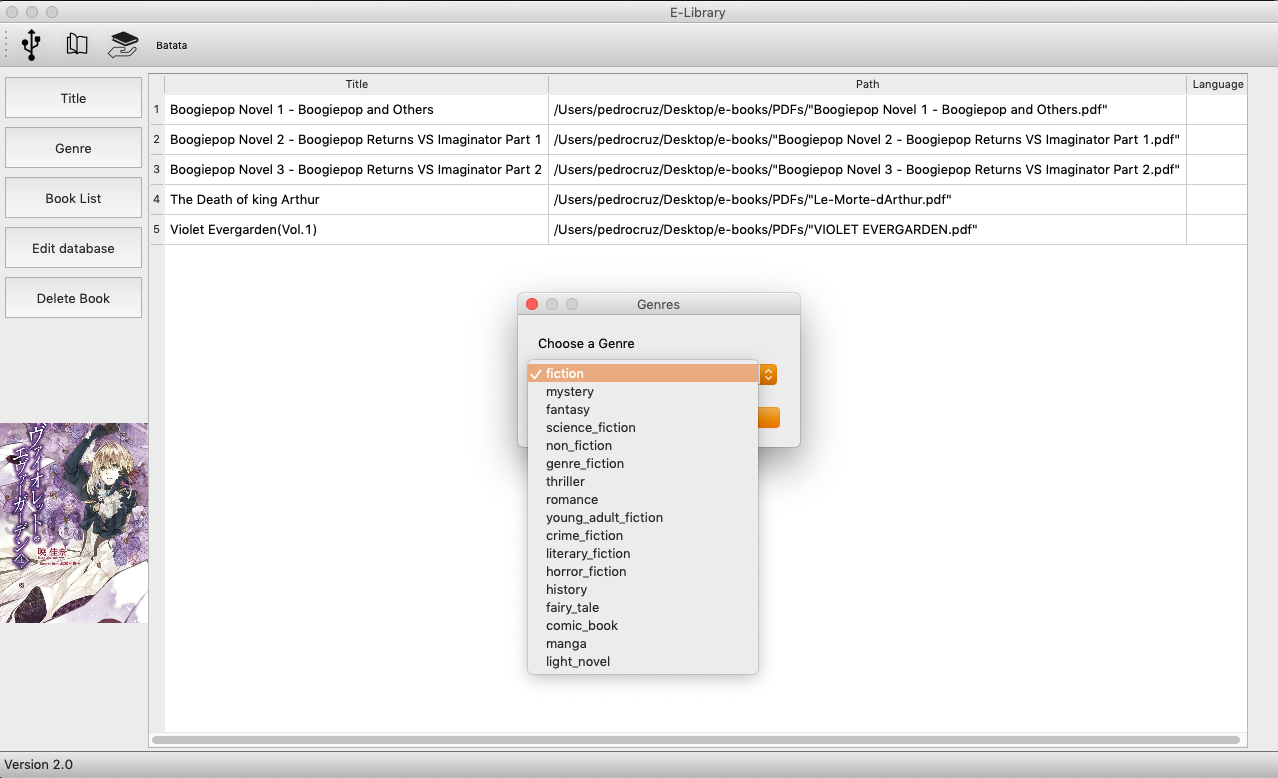 E-Library
Batata
Title
Genre
Book List
Edit database
Delete Book
Title Path Language
1 Boogiepop Novel 1 - Boogiepop and Others /Users/pedrocruz/Desktop/e-books/PDFs/"Boogiepop Novel 1 - Boogiepop and Others.pdf"
2 Boogiepop Novel 2 - Boogiepop Returns VS Imaginator Part 1 /Users/pedrocruz/Desktop/e-books/PDFs/"Boogiepop Novel 2 - Boogiepop Returns VS Imaginator Part 1.pdf"
3 Boogiepop Novel 3 - Boogiepop Returns VS Imaginator Part 2 /Users/pedrocruz/Desktop/e-books/PDFs/"Boogiepop Novel 3 - Boogiepop Returns VS Imaginator Part 2.pdf"
4 The Death of king Arthur /Users/pedrocruz/Desktop/e-books/PDFs/"Le-Morte-dArthur.pdf"
5 Violet Evergarden(Vol.1) /Users/pedrocruz/Desktop/e-books/PDFs/"VIOLET EVERGARDEN.pdf"
Genres
Choose a Genre
fiction
mystery
fantasy
science_fiction
non_fiction
genre_fiction
thriller
romance
young_adult_fiction
crime_fiction
literary_fiction
horror_fiction
history
fairy_tale
comic_book
manga
light_novel
ヴァイオレット・
エヴァーガーデン
上
暁 佳奈
Version 2.0